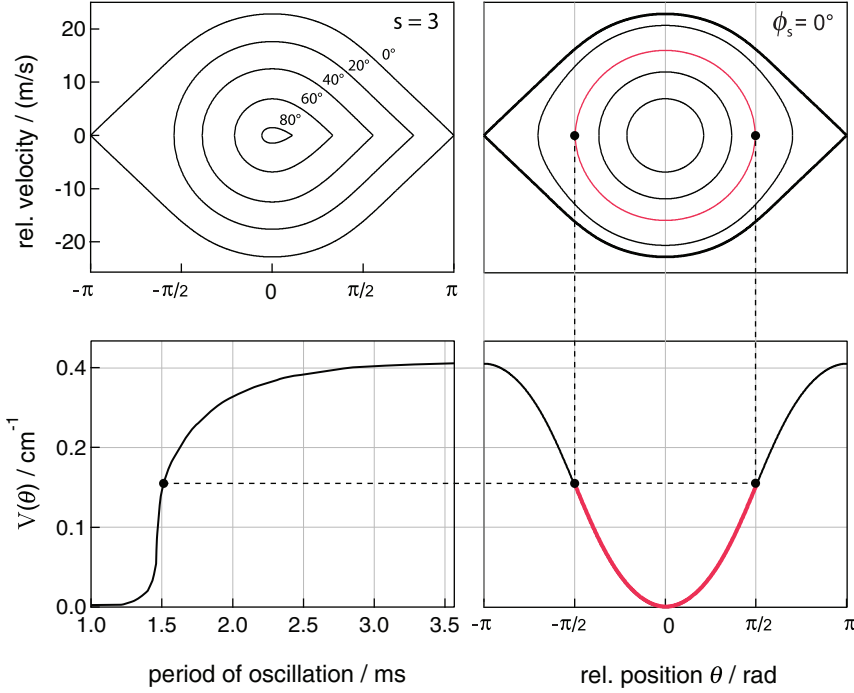 s = 3
ϕs = 0°
20
10
0
-10
-20
rel. velocity / (m/s)
0°
20°
40°
60°
80°
-π
-π/2
0
π/2
π
0.4
0.2
0.1
0.0
V(θ) / cm-1
1.0
1.5
2.0
2.5
3.0
3.5
period of oscillation / ms
-π
-π/2
0
π/2
π
rel. position θ / rad